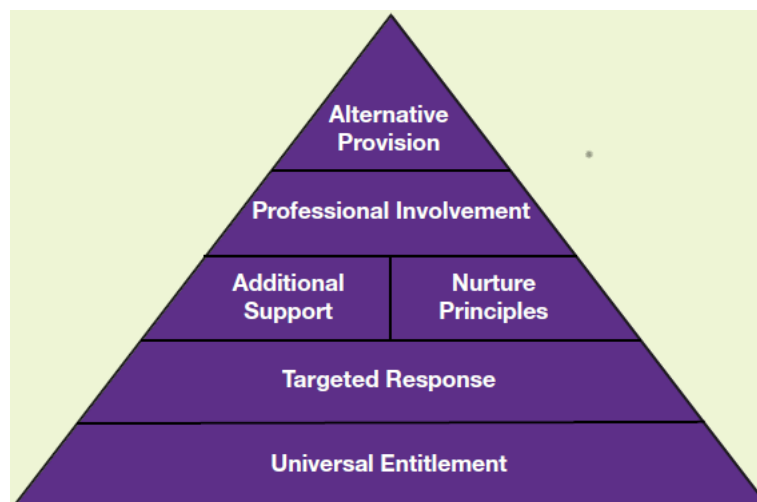 Alternative
Provision
Professional Involvement
Additional
Support
Nurture
Principles
Targeted Response
Universal Entitlement